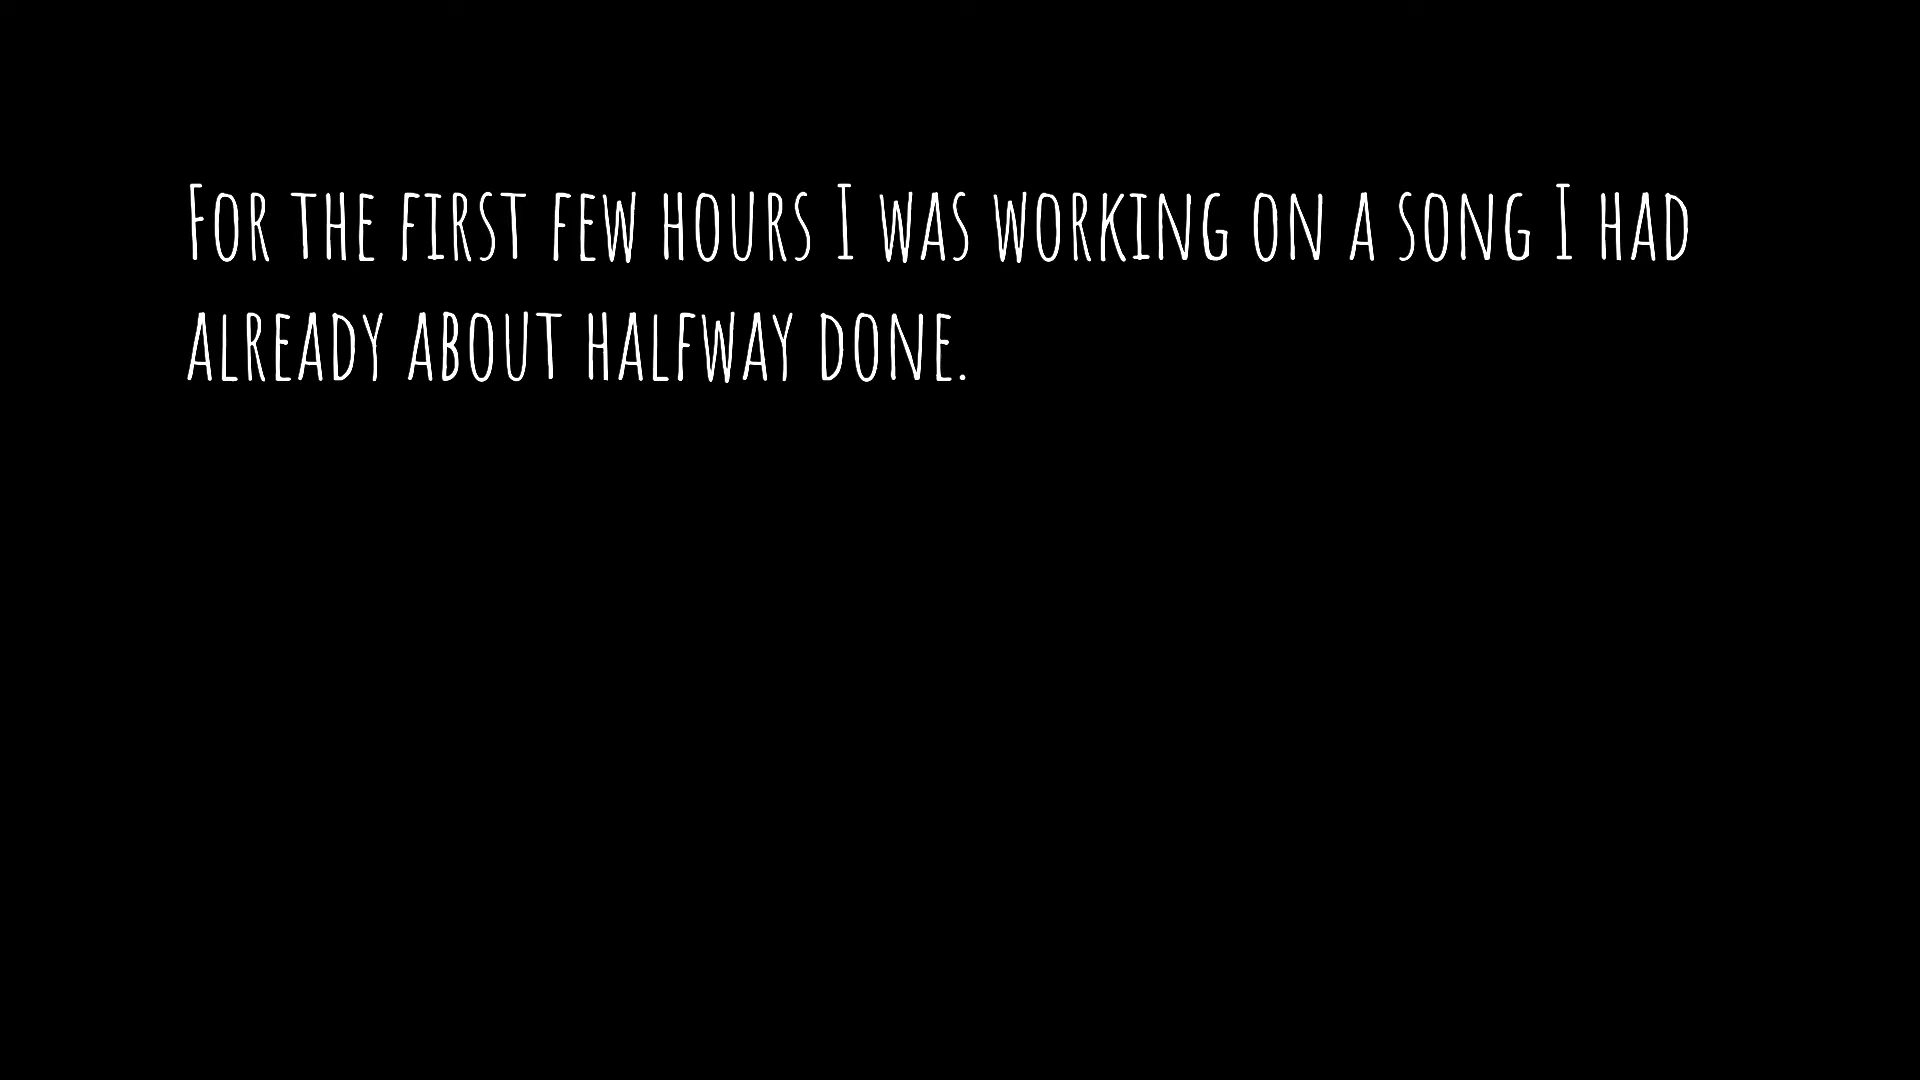 For the first few hours I was working on a song I had
already about halfway done.